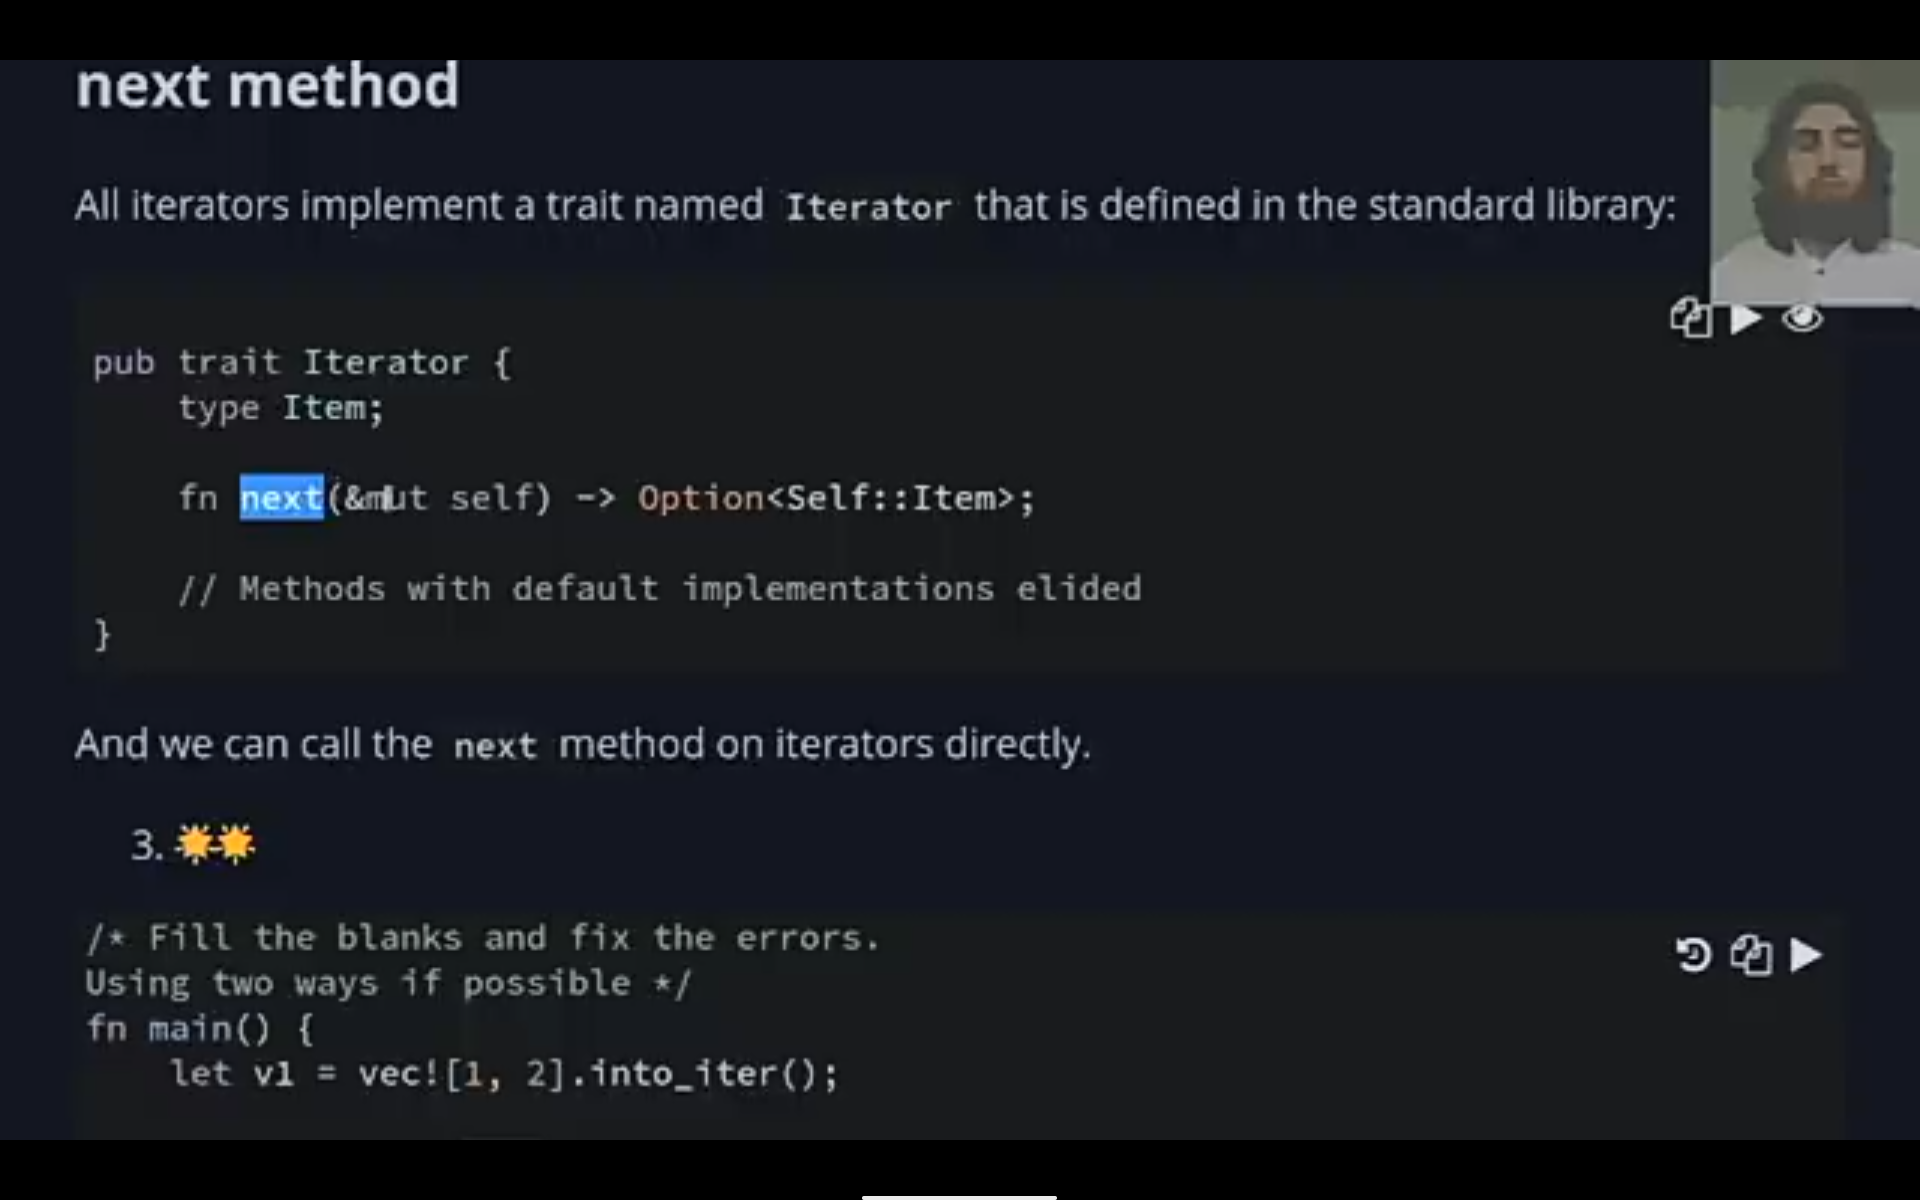 next method
All iterators implement a trait named Iterator that is defined in the standard library:
pub trait Iterator {
    type Item;
    fn next(&mut self) -> Option<Self::Item>;
    // Methods with default implementations elided
}
And we can call the next method on iterators directly.
3. 🌟🌟
/* Fill the blanks and fix the errors.
Using two ways if possible */
fn main() {
    let v1 = vec![1, 2].into_iter();